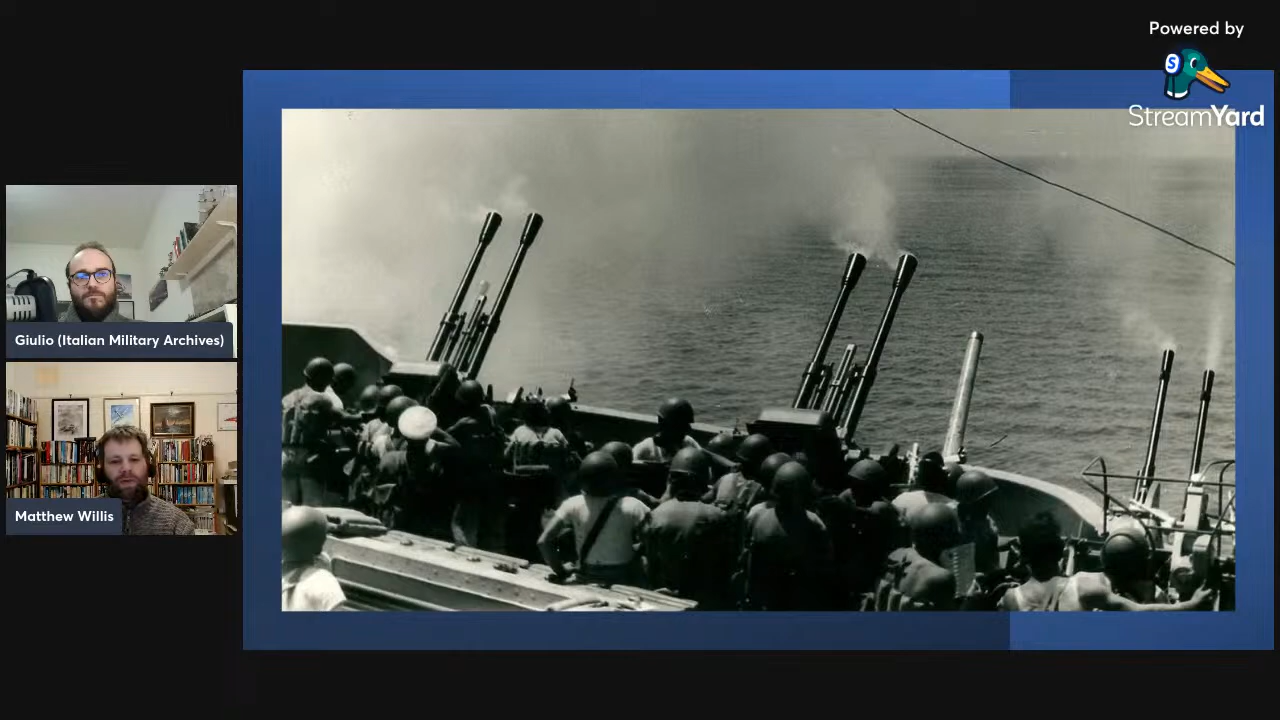 Powered by
S
StreamYard
Giulio (Italian Military Archives)
Matthew Willis